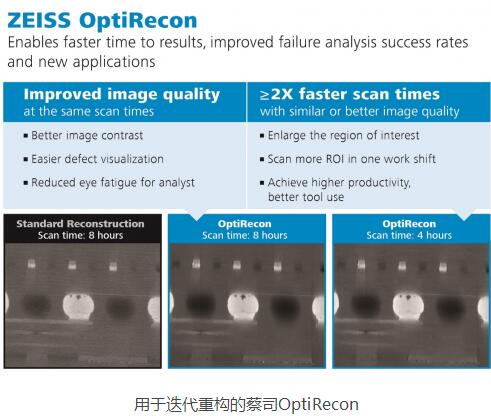 ZEISS OptiRecon
Enables faster time to results, improved failure analysis success rates
and new applications
Improved image quality
at the same scan times
■ Better image contrast
■ Easier defect visualization
■ Reduced eye fatigue for analyst
≥2X faster scan times
with similar or better image quality
■ Enlarge the region of interest
■ Scan more ROI in one work shift
■ Achieve higher productivity,
better tool use
Standard Reconstruction
Scan time: 8 hours
OptiRecon
Scan time: 8 hours
OptiRecon
Scan time: 4 hours
用于迭代重构的蔡司OptiRecon